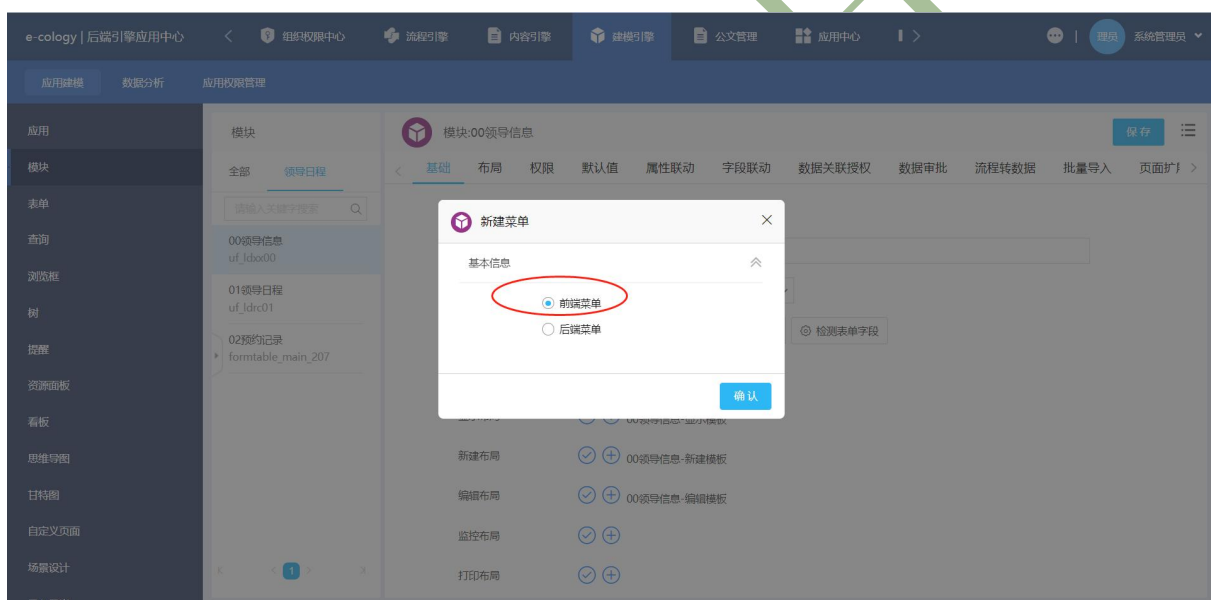 e-cology | 后端引擎应用中心 组织权限中心 流程引擎 内容引擎 建模引擎 公文管理 应用中心 理员 系统管理员
应用建模 数据分析 应用权限管理
应用
模块
表单
查询
浏览框
树
提醒
资源面板
看板
思维导图
甘特图
自定义页面
场景设计
模块
全部 领导日程
请输入关键字搜索
00领导信息
uf_ldxx00
01领导日程
uf_ldrc01
02预约记录
formtable_main_207
1
模块:00领导信息 保存
基础 布局 权限 默认值 属性联动 字段联动 数据关联授权 数据审批 流程转数据 批量导入 页面扩
新建菜单
基本信息
前端菜单
后端菜单
确认
检测表单字段
显示布局 00领导信息-显示模板
新建布局 00领导信息-新建模板
编辑布局 00领导信息-编辑模板
监控布局
打印布局